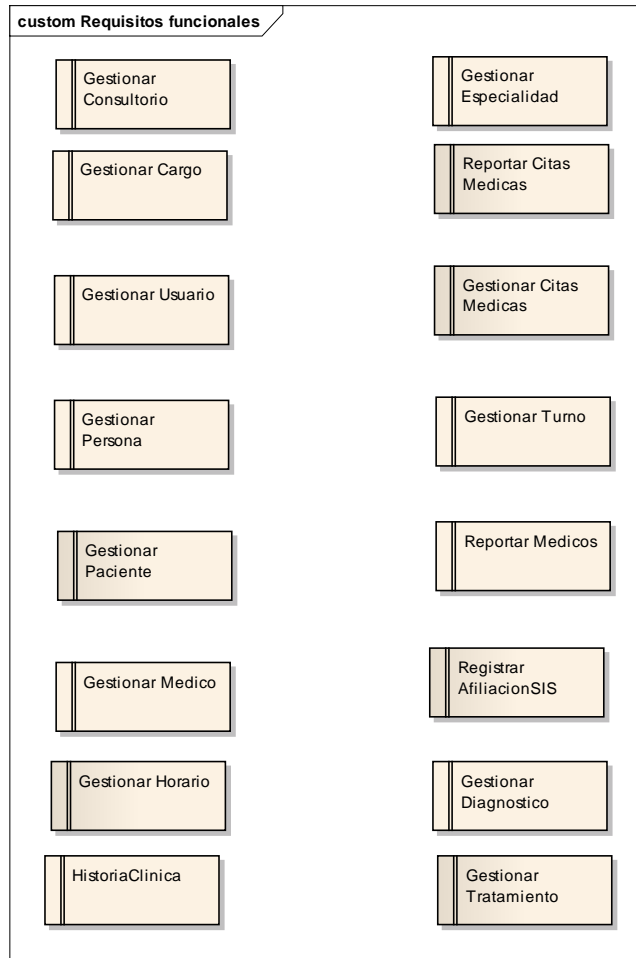 custom Requisitos funcionales
Gestionar
Consultorio
Gestionar Cargo
Gestionar Usuario
Gestionar
Persona
Gestionar
Paciente
Gestionar Medico
Gestionar Horario
HistoriaClinica
Gestionar
Especialidad
Reportar Citas
Medicas
Gestionar Citas
Medicas
Gestionar Turno
Reportar Medicos
Registrar
AfiliacionSIS
Gestionar
Diagnostico
Gestionar
Tratamiento